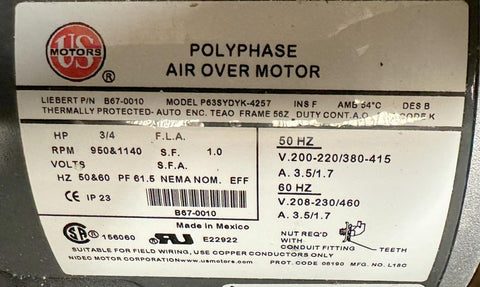 US
MOTORS
®
POLYPHASE
AIR OVER MOTOR
LIEBERT P/N B67-0010 MODEL P63SYDYK-4257 INS F AMB 54°C DES B
THERMALLY PROTECTED- AUTO ENC. TEAO FRAME 56Z DUTY CONT.A.O. CODE K
HP 3/4 F.L.A.
RPM 950&1140 S.F. 1.0
VOLTS S.F.A.
HZ 50&60 PF 61.5 NEMA NOM. EFF
CE IP 23
B67-0010
50 HZ
V.200-220/380-415
A. 3.5/1.7
60 HZ
V.208-230/460
A. 3.5/1.7
Made in Mexico
SA ® 156060 RU E22922
NUT REQ'D
WITH
CONDUIT FITTING TEETH
SUITABLE FOR FIELD WIRING, USE COPPER CONDUCTORS ONLY
NIDEC MOTOR CORPORATION www.usmotors.com PROT. CODE 06190 MFG. NO. L18C